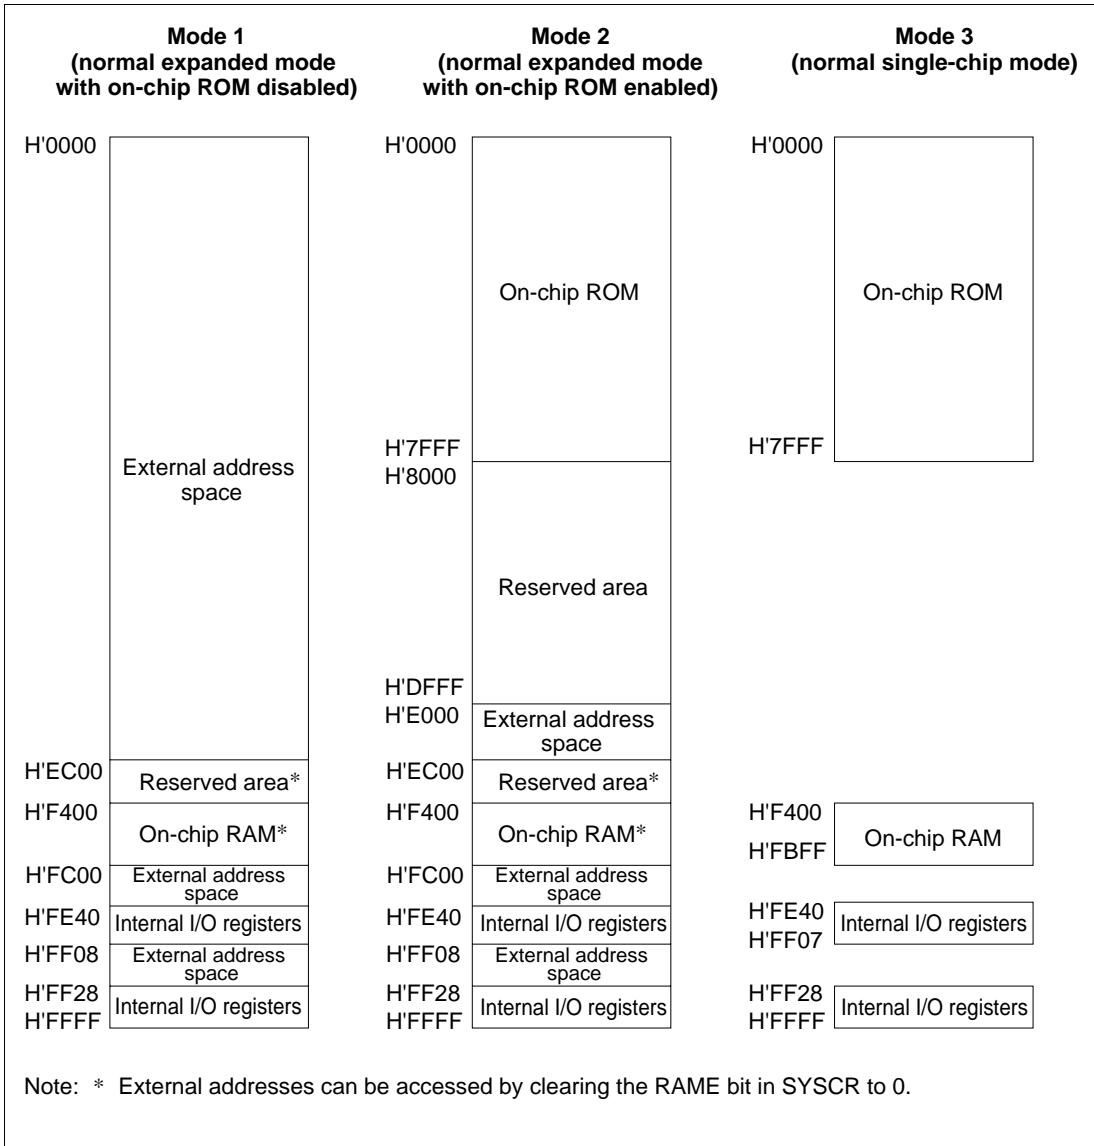 Mode 1
(normal expanded mode
with on-chip ROM disabled)
H'0000
External address
space
H'EC00
Reserved area*
H'F400
On-chip RAM*
H'FC00
External address
space
H'FE40
Internal I/O registers
H'FF08
External address
space
H'FF28
Internal I/O registers
H'FFFF
Mode 2
(normal expanded mode
with on-chip ROM enabled)
H'0000
On-chip ROM
H'7FFF
H'8000
Reserved area
H'DFFF
H'E000
External address
space
H'EC00
Reserved area*
H'F400
On-chip RAM*
H'FC00
External address
space
H'FE40
Internal I/O registers
H'FF08
External address
space
H'FF28
Internal I/O registers
H'FFFF
Mode 3
(normal single-chip mode)
H'0000
On-chip ROM
H'7FFF
H'F400
On-chip RAM
H'FBFF
H'FE40
Internal I/O registers
H'FF07
H'FF28
Internal I/O registers
H'FFFF
Note: * External addresses can be accessed by clearing the RAME bit in SYSCR to 0.